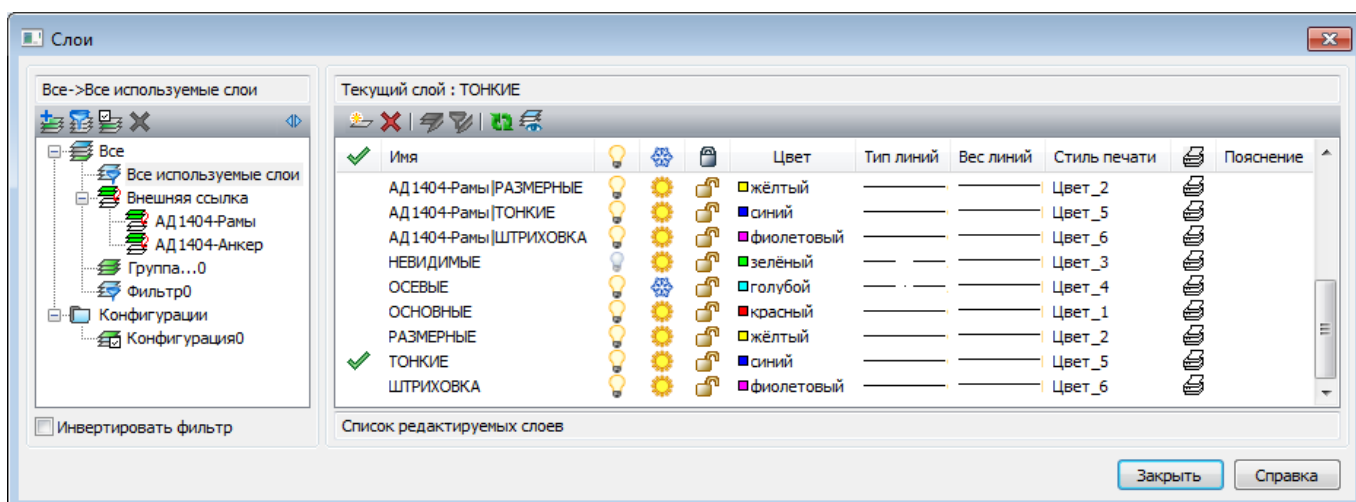 Слои
Все->Все используемые слои
Все
Все используемые слои
Внешняя ссылка
АД1404-Рамы
АД1404-Анкер
Группа...0
Фильтр0
Конфигурации
Конфигурация0
Инвертировать фильтр
Текущий слой : ТОНКИЕ
Имя Цвет Тип линий Вес линий Стиль печати Пояснение
АД1404-Рамы|РАЗМЕРНЫЕ жёлтый Цвет_2
АД1404-Рамы|ТОНКИЕ синий Цвет_5
АД1404-Рамы|ШТРИХОВКА фиолетовый Цвет_6
НЕВИДИМЫЕ зелёный Цвет_3
ОСЕВЫЕ голубой Цвет_4
ОСНОВНЫЕ красный Цвет_1
РАЗМЕРНЫЕ жёлтый Цвет_2
ТОНКИЕ синий Цвет_5
ШТРИХОВКА фиолетовый Цвет_6
Список редактируемых слоев
Закрыть Справка